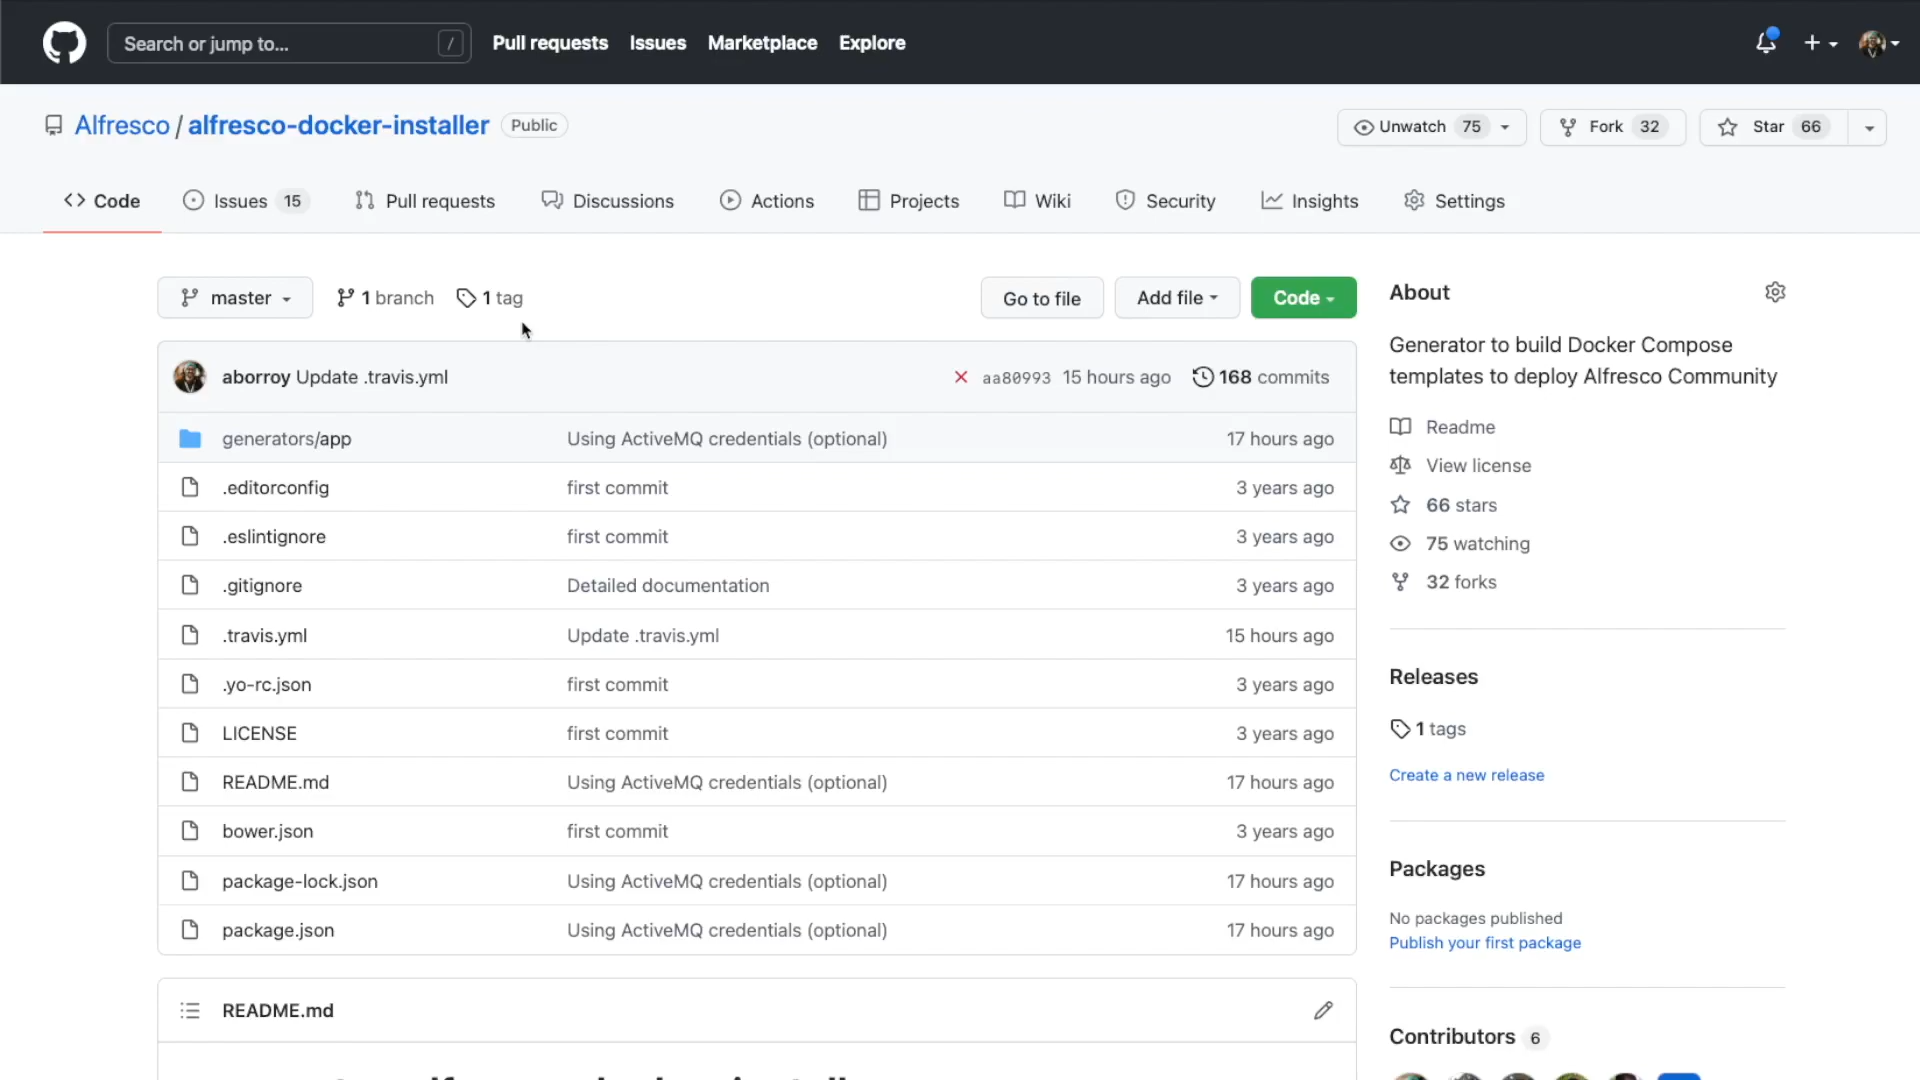 Search or jump to... / Pull requests Issues Marketplace Explore
Alfresco / alfresco-docker-installer Public
Unwatch 75 Fork 32 Star 66
Code Issues 15 Pull requests Discussions Actions Projects Wiki Security Insights Settings
master 1 branch 1 tag Go to file Add file Code
aborroy Update .travis.yml aa80993 15 hours ago 168 commits
generators/app Using ActiveMQ credentials (optional) 17 hours ago
.editorconfig first commit 3 years ago
.eslintignore first commit 3 years ago
.gitignore Detailed documentation 3 years ago
.travis.yml Update .travis.yml 15 hours ago
.yo-rc.json first commit 3 years ago
LICENSE first commit 3 years ago
README.md Using ActiveMQ credentials (optional) 17 hours ago
bower.json first commit 3 years ago
package-lock.json Using ActiveMQ credentials (optional) 17 hours ago
package.json Using ActiveMQ credentials (optional) 17 hours ago
README.md
About
Generator to build Docker Compose
templates to deploy Alfresco Community
Readme
View license
66 stars
75 watching
32 forks
Releases
1 tags
Create a new release
Packages
No packages published
Publish your first package
Contributors 6